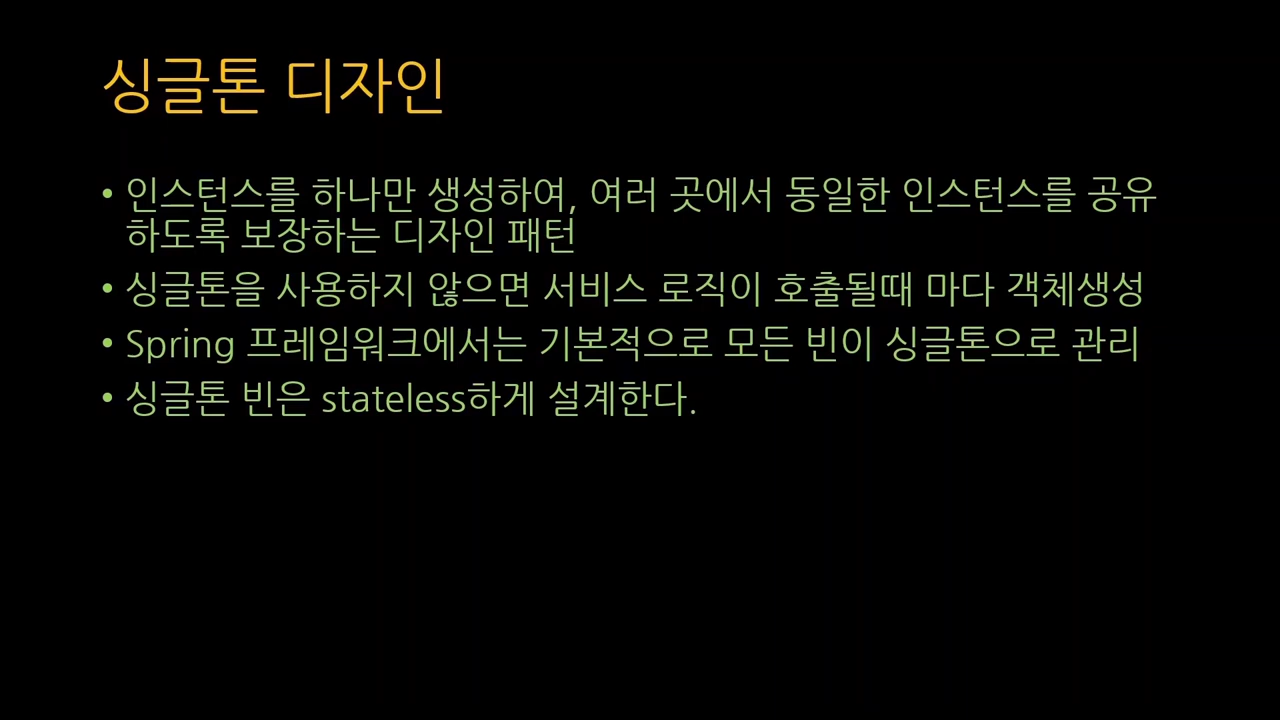 싱글톤 디자인
• 인스턴스를 하나만 생성하여, 여러 곳에서 동일한 인스턴스를 공유
하도록 보장하는 디자인 패턴
• 싱글톤을 사용하지 않으면 서비스 로직이 호출될때 마다 객체생성
• Spring 프레임워크에서는 기본적으로 모든 빈이 싱글톤으로 관리
• 싱글톤 빈은 stateless하게 설계한다.